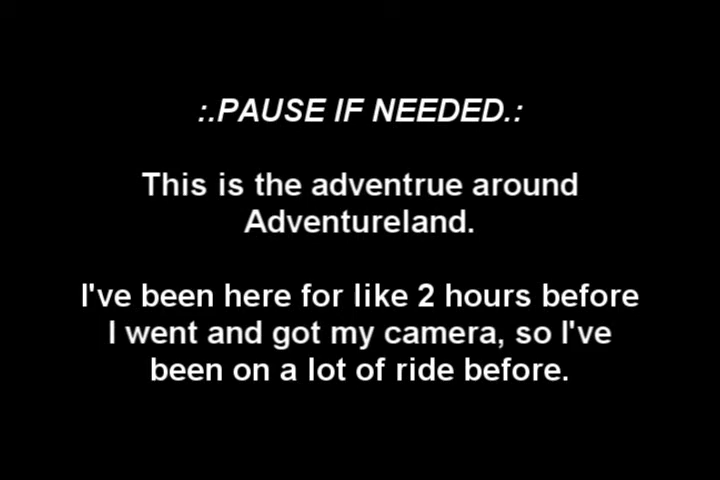 :.PAUSE IF NEEDED.:
This is the adventrue around
Adventureland.
I've been here for like 2 hours before
I went and got my camera, so I've
been on a lot of ride before.